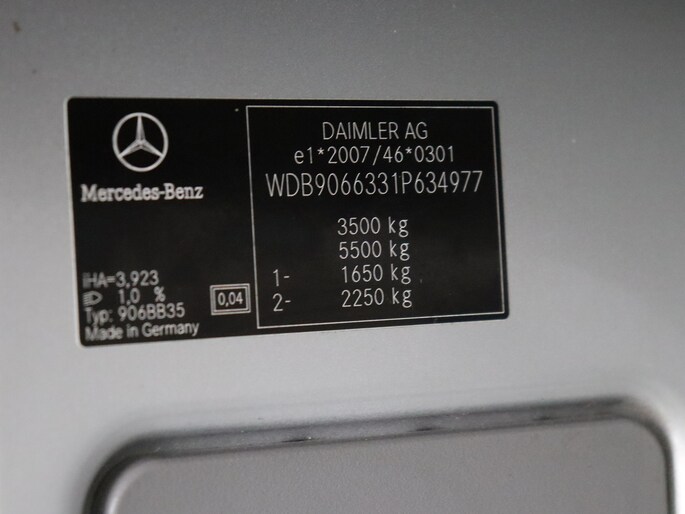 Mercedes-Benz
iHA=3,923
1.0 %
Typ: 906BB35
Made in Germany
0,04
DAIMLER AG
e1*2007/46*0301
WDB9066331P634977
3500 kg
5500 kg
1- 1650 kg
2- 2250 kg